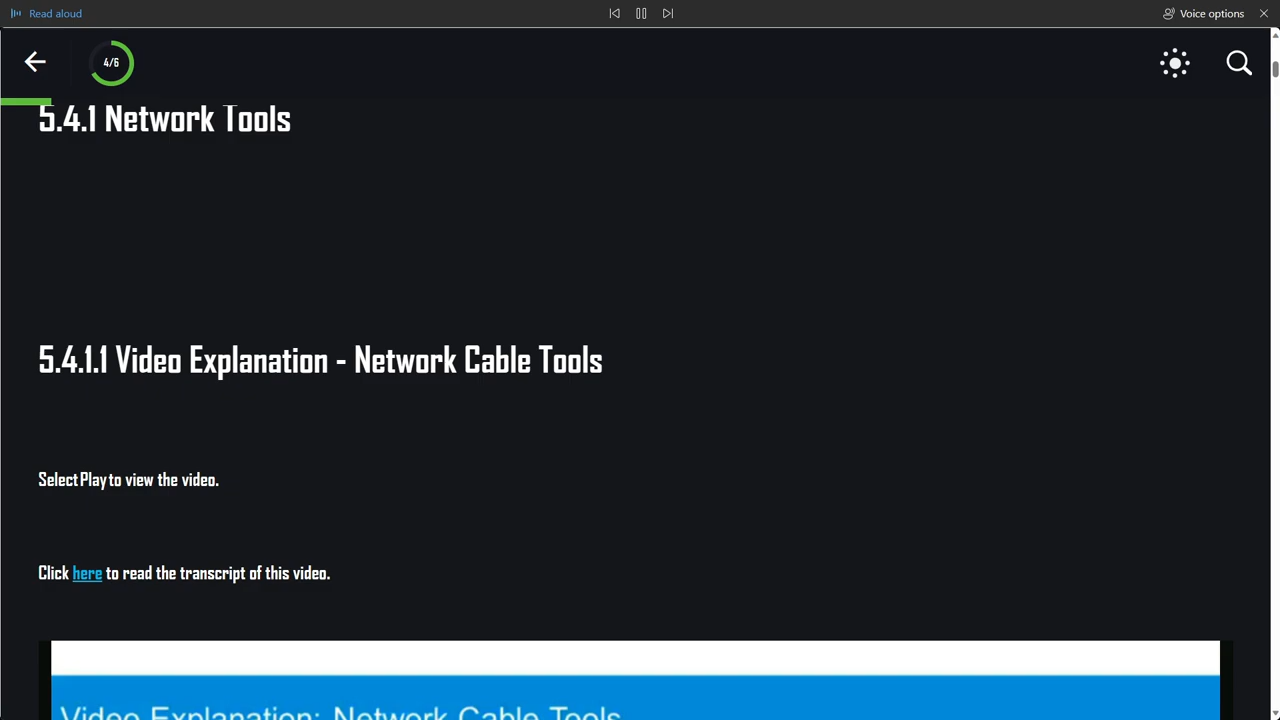 Read aloud
Voice options
4/6
5.4.1 Network Tools
5.4.1.1 Video Explanation - Network Cable Tools
Select Play to view the video.
Click here to read the transcript of this video.
Video Explanation: Network Cable Tools